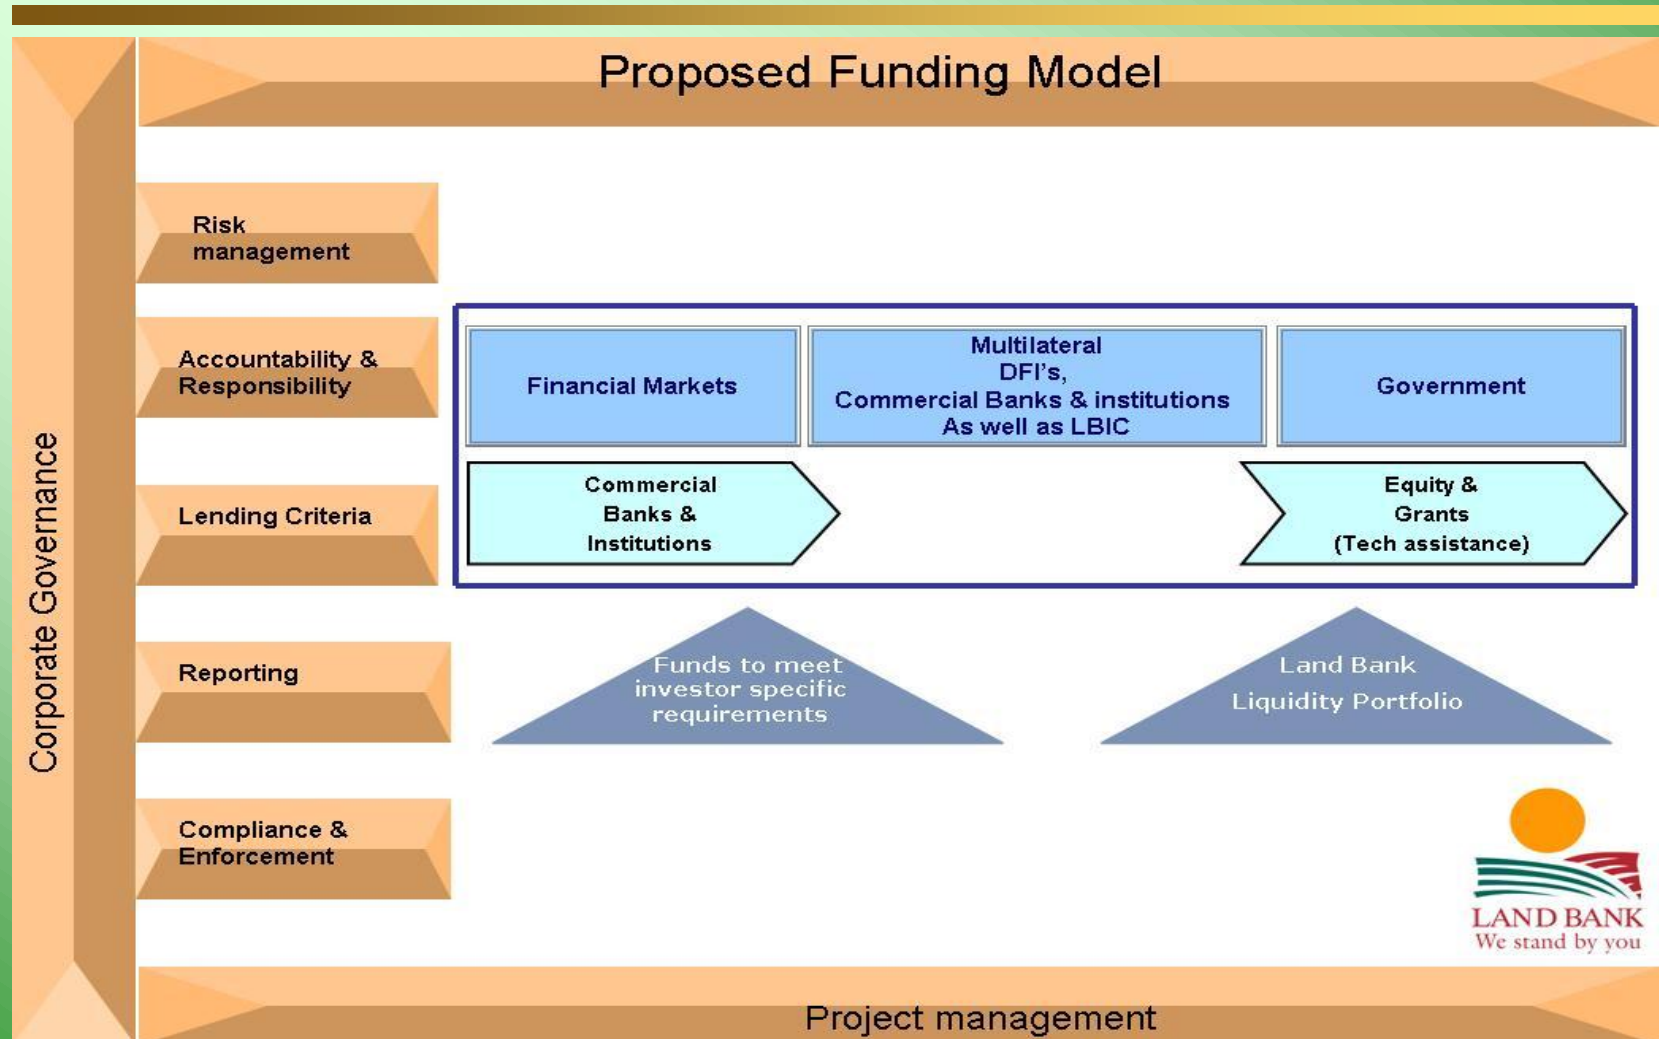 Proposed Funding Model
Corporate Governance
Risk
management
Accountability &
Responsibility
Lending Criteria
Reporting
Compliance &
Enforcement
Financial Markets
Multilateral
DFI's,
Commercial Banks & institutions
As well as LBIC
Government
Commercial
Banks &
Institutions
Equity &
Grants
(Tech assistance)
Funds to meet
investor specific
requirements
Land Bank
Liquidity Portfolio
LAND BANK
We stand by you
Project management